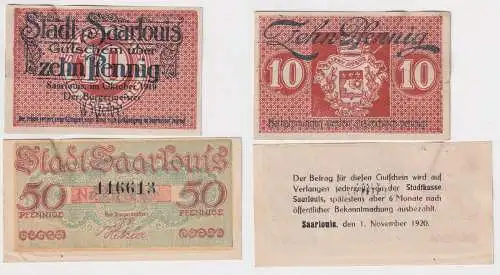 Stadt Saarlouis
Gutschein über
zehn Pfennig
Saarlouis, im Oktober 1919
Der Bürgermeister
Zehn Pfennig
10 10
Stadt Saarlouis
50 116613 50
PFENNIGE PFENNIGE
Der Bürgermeister
Der Betrag für diesen Gutschein wird auf
Verlangen jederzeit von der Stadtkasse
Saarlouis, spätestens aber 6 Monate nach
öffentlicher Bekanntmachung ausbezahlt.
Saarlouis, den 1. November 1920.